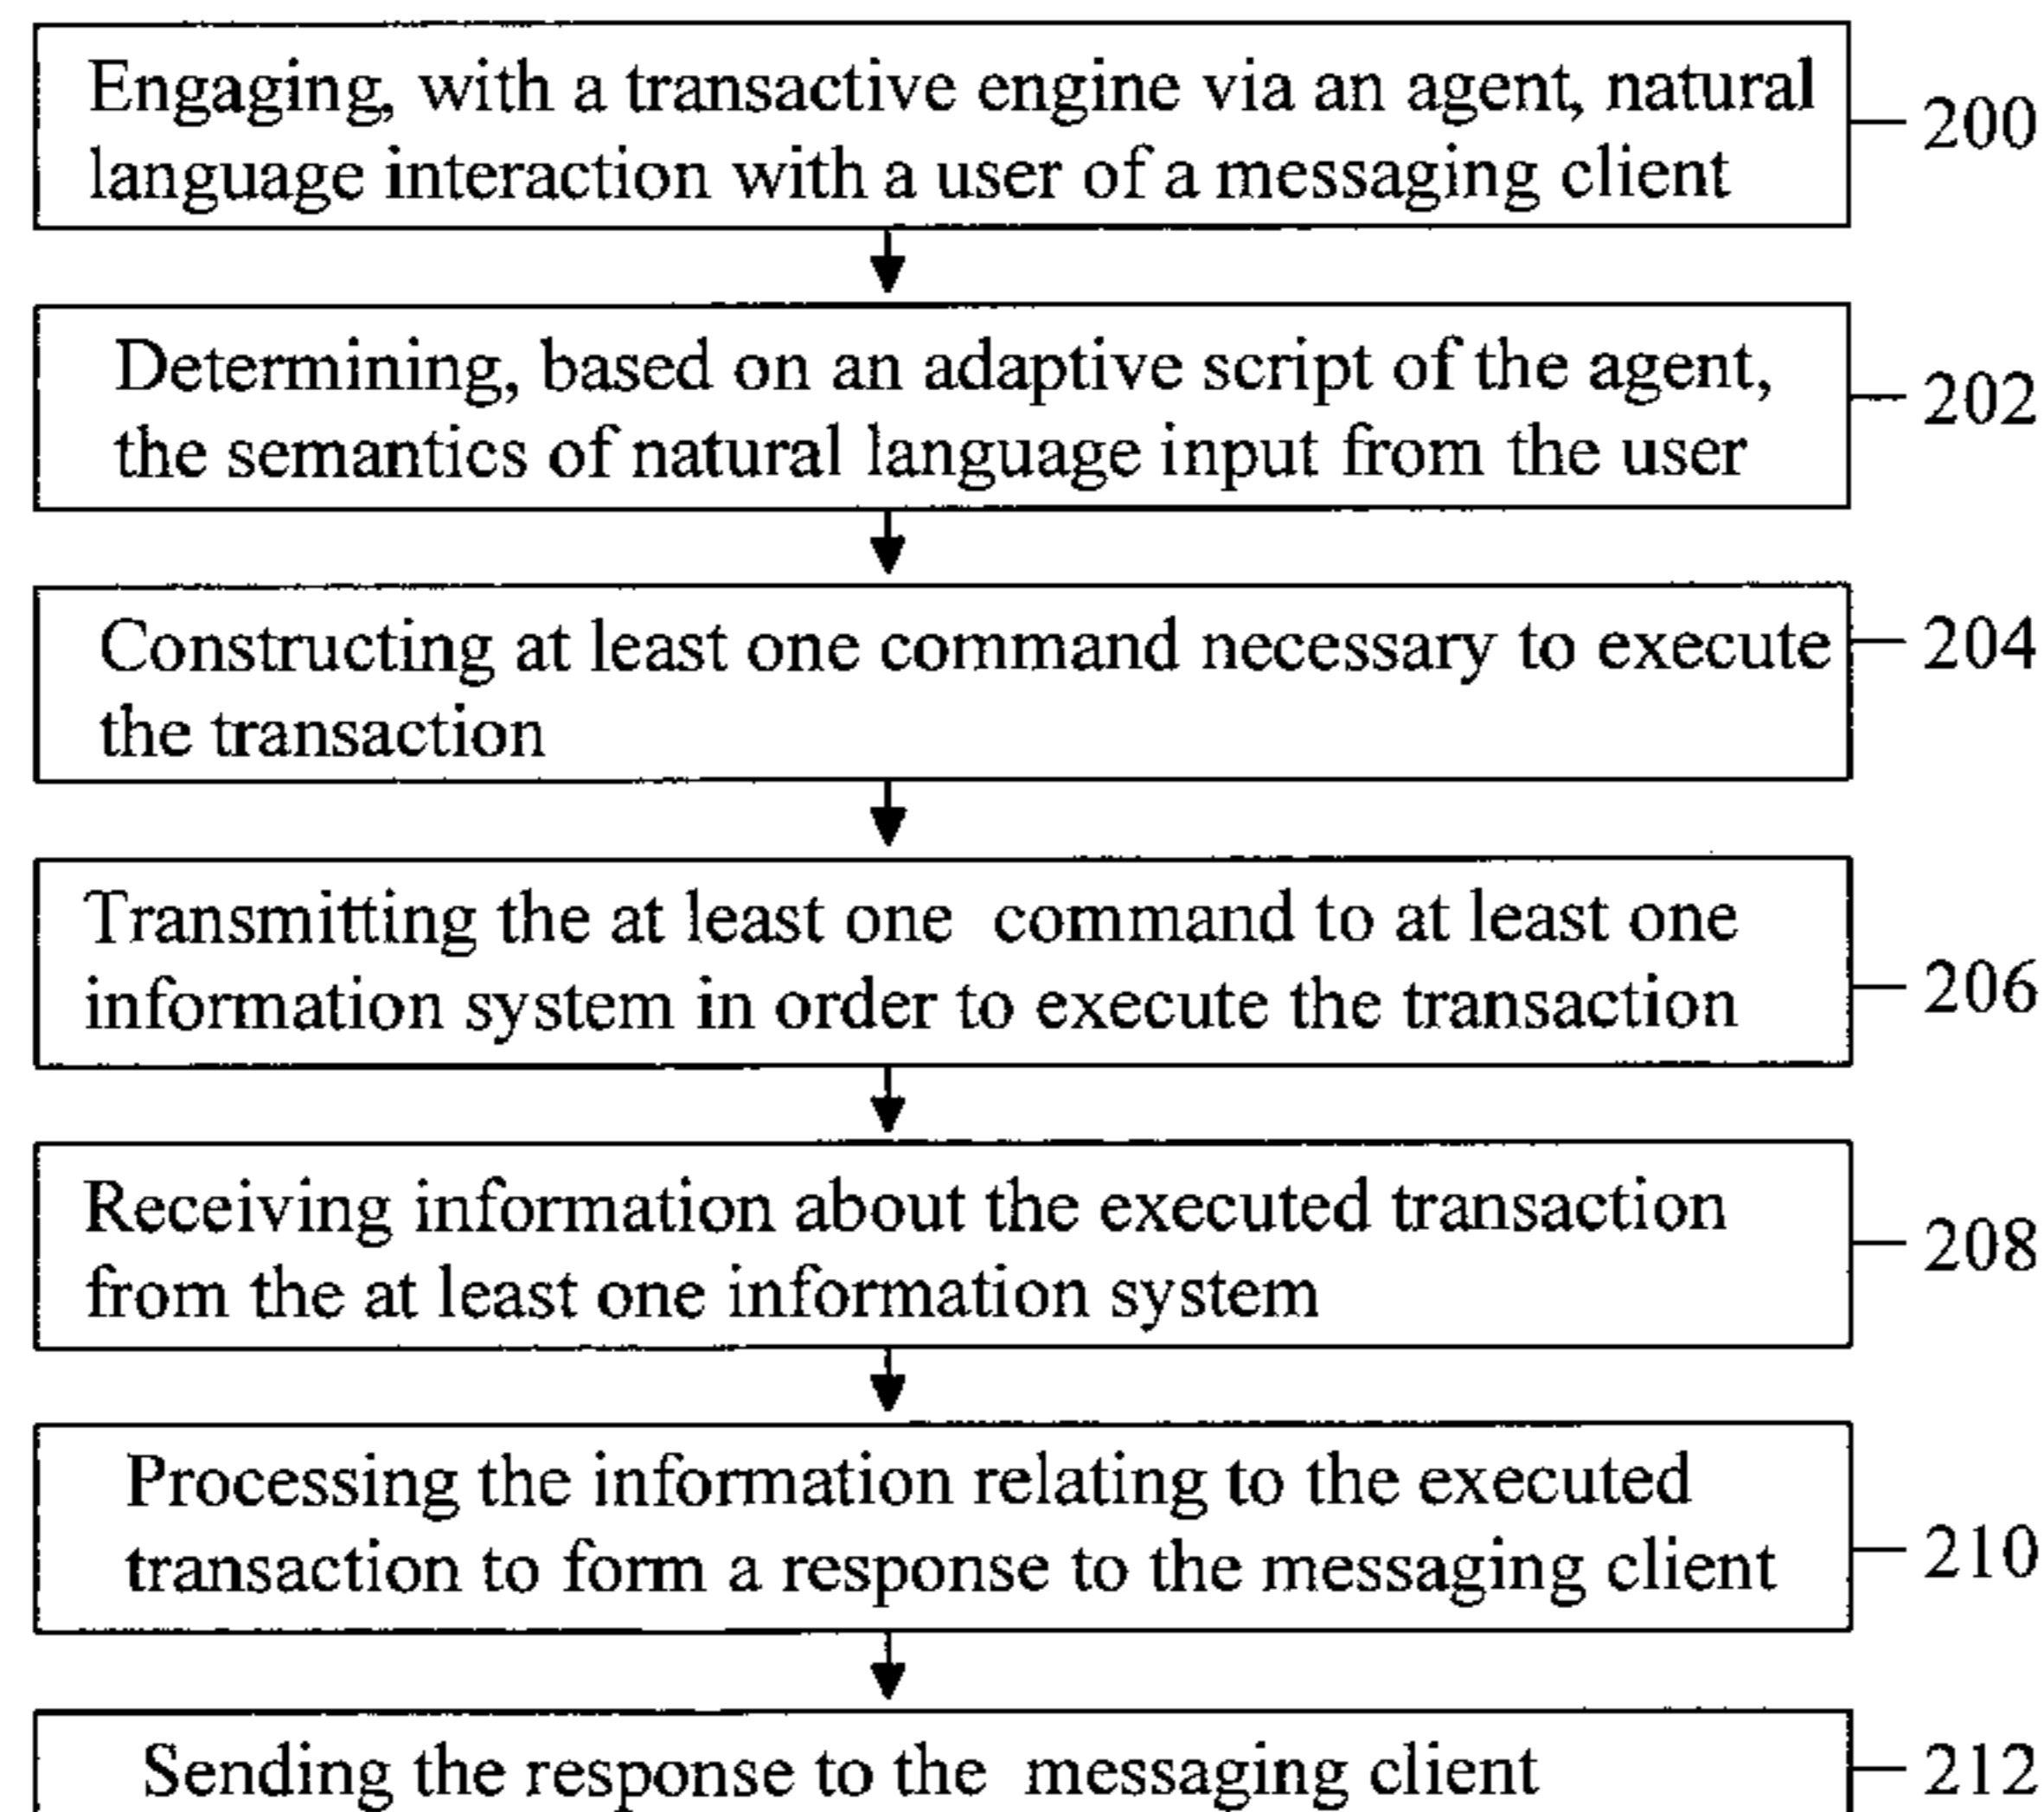 Engaging, with a transactive engine via an agent, natural
language interaction with a user of a messaging client
200
Determining, based on an adaptive script of the agent,
the semantics of natural language input from the user
202
Constructing at least one command necessary to execute
the transaction
204
Transmitting the at least one command to at least one
information system in order to execute the transaction
206
Receiving information about the executed transaction
from the at least one information system
208
Processing the information relating to the executed
transaction to form a response to the messaging client
210
Sending the response to the messaging client
212